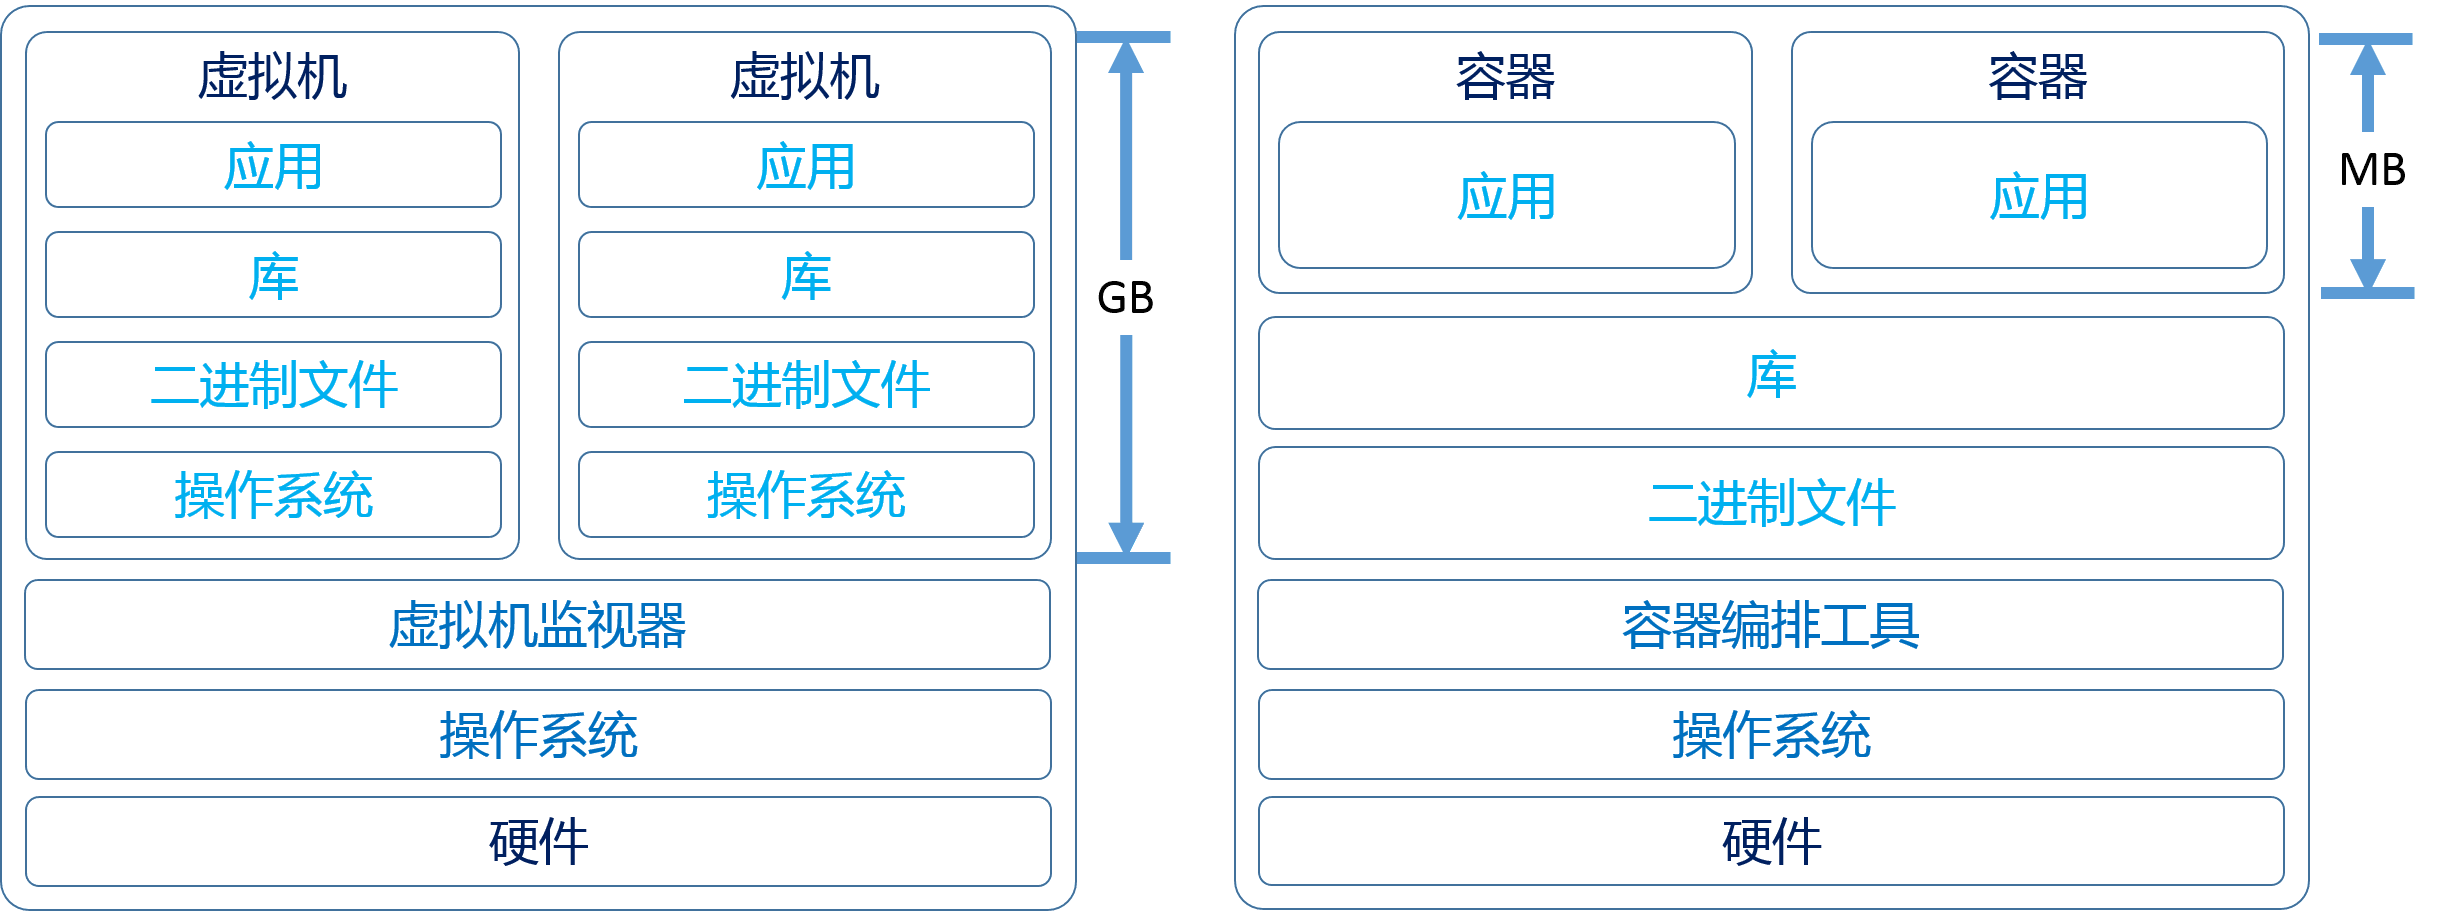 虚拟机
应用
库
二进制文件
操作系统
虚拟机
应用
库
二进制文件
操作系统
GB
虚拟机监视器
操作系统
硬件
容器
应用
容器
应用
MB
库
二进制文件
容器编排工具
操作系统
硬件